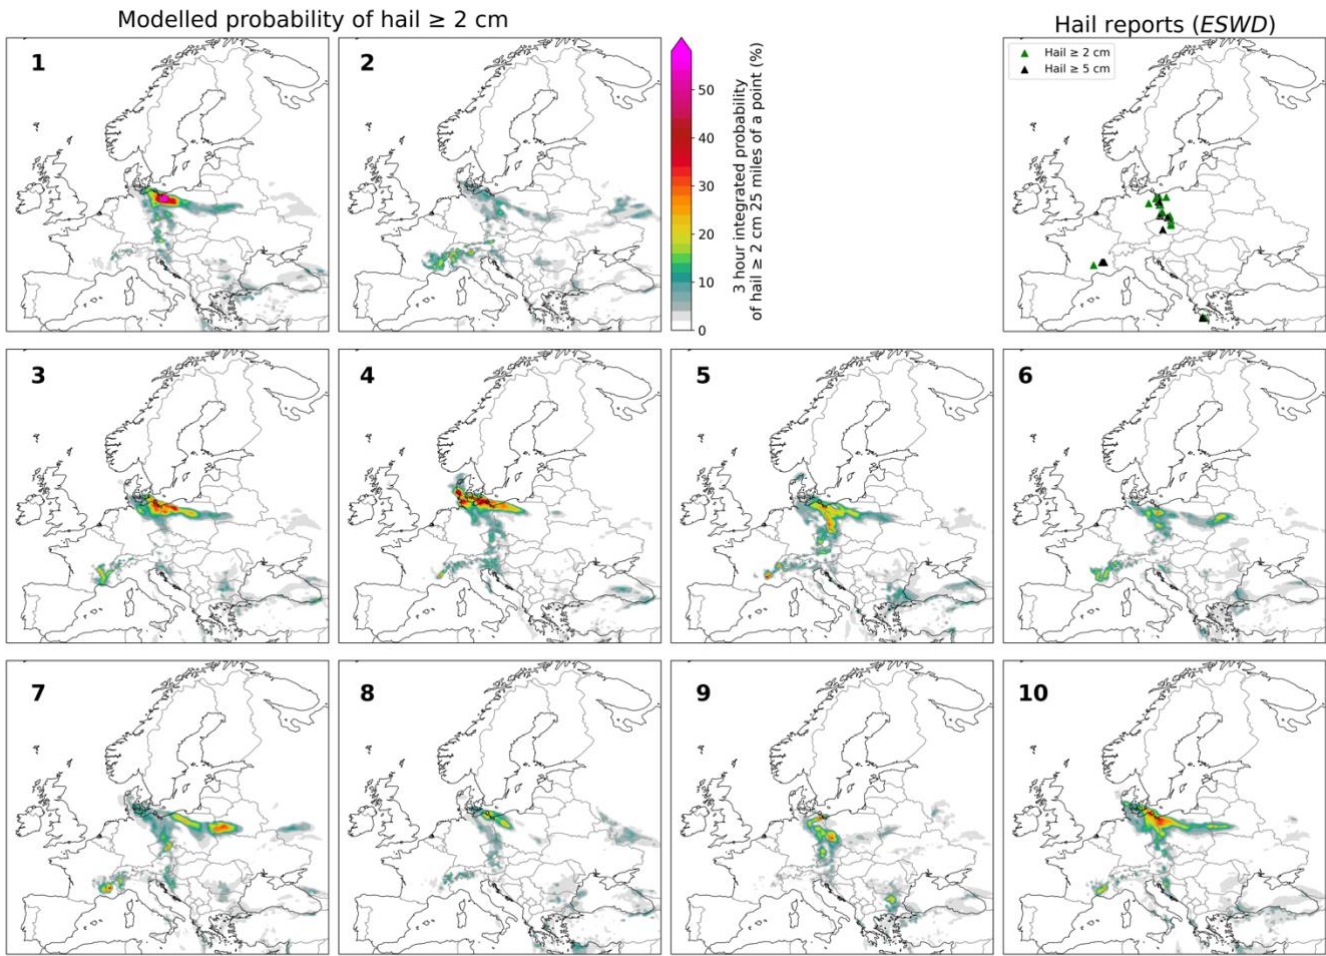 Modelled probability of hail ≥ 2 cm
Hail reports (ESWD)
1
2
50
40
30
20
10
0
3 hour integrated probability
of hail ≥ 2 cm 25 miles of a point (%)
Hail ≥ 2 cm
Hail ≥ 5 cm
3
4
5
6
7
8
9
10